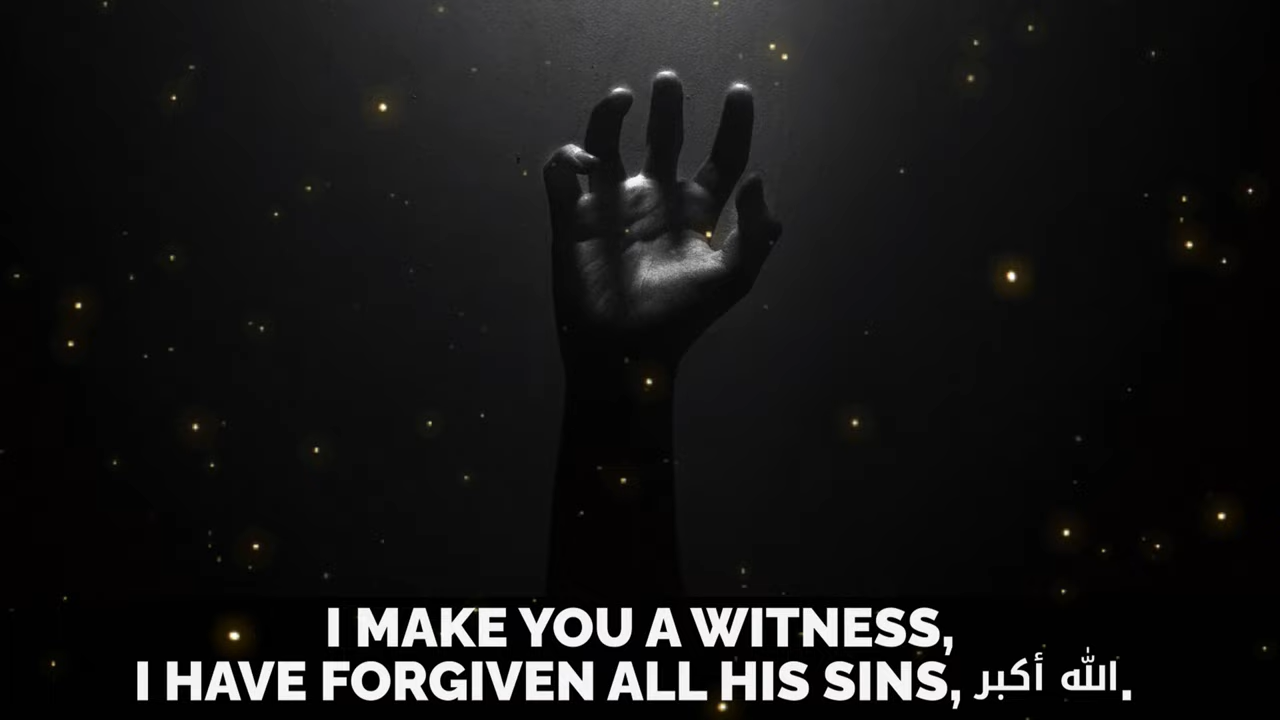 I MAKE YOU A WITNESS,
I HAVE FORGIVEN ALL HIS SINS, الله أكبر.